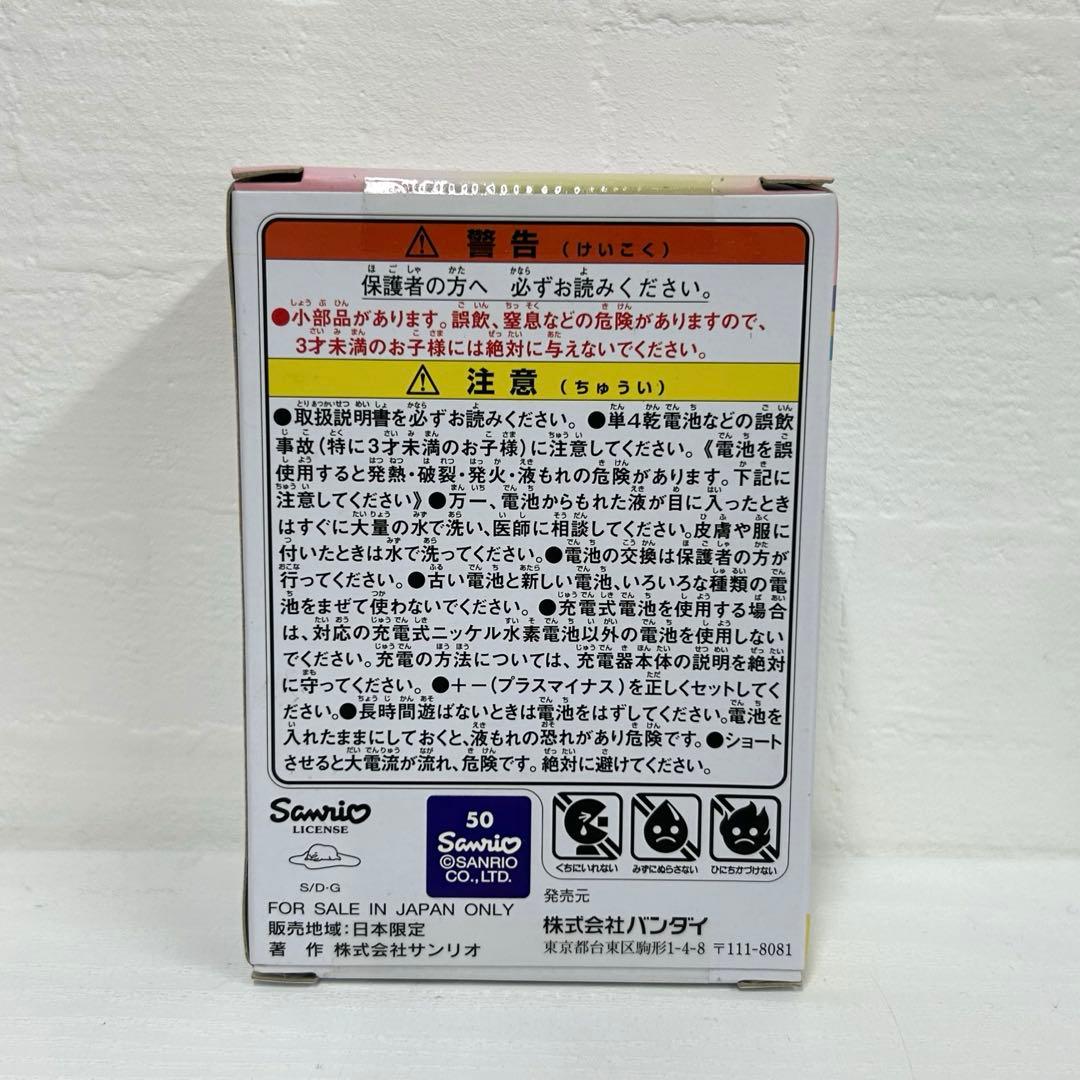 警告(けいこく)
保護者の方へ 必ずお読みください。
●小部品があります。誤飲、窒息などの危険がありますので、
3才未満のお子様には絶対に与えないでください。
注意(ちゅうい)
●取扱説明書を必ずお読みください。●単4乾電池などの誤飲
事故(特に3才未満のお子様)に注意してください。《電池を誤
使用すると発熱・破裂・発火・液もれの危険があります。下記に
注意してください》●万一、電池からもれた液が目に入ったとき
はすぐに大量の水で洗い、医師に相談してください。皮膚や服に
付いたときは水で洗ってください。●電池の交換は保護者の方が
行ってください。●古い電池と新しい電池、いろいろな種類の電
池をまぜて使わないでください。●充電式電池を使用する場合
は、対応の充電式ニッケル水素電池以外の電池を使用しない
でください。充電の方法については、充電器本体の説明を絶対
に守ってください。●+−(プラスマイナス)を正しくセットしてく
ださい。●長時間遊ばないときは電池をはずしてください。電池を
入れたままにしておくと、液もれの恐れがあり危険です。●ショート
させると大電流が流れ、危険です。絶対に避けてください。
Sanrio
LICENSE
S/D・G
50
Sanrio
©SANRIO
CO.,LTD.
くちにいれない
みずにぬらさない
ひにちかづけない
FOR SALE IN JAPAN ONLY
販売地域:日本限定
著 作 株式会社サンリオ
発売元
株式会社バンダイ
東京都台東区駒形1-4-8 〒111-8081